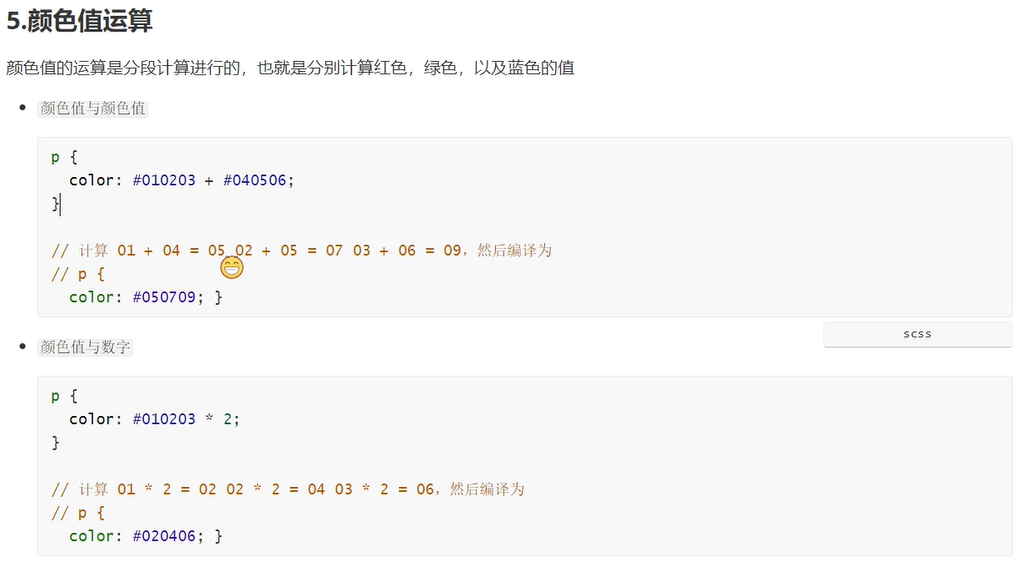 5.颜色值运算
颜色值的运算是分段计算进行的，也就是分别计算红色，绿色，以及蓝色的值
颜色值与颜色值
p {
color: #010203 + #040506;
}
// 计算 01 + 04 = 05 02 + 05 = 07 03 + 06 = 09，然后编译为
// p {
color: #050709; }
scss
颜色值与数字
p {
color: #010203 * 2;
}
// 计算 01 * 2 = 02 02 * 2 = 04 03 * 2 = 06，然后编译为
// p {
color: #020406; }